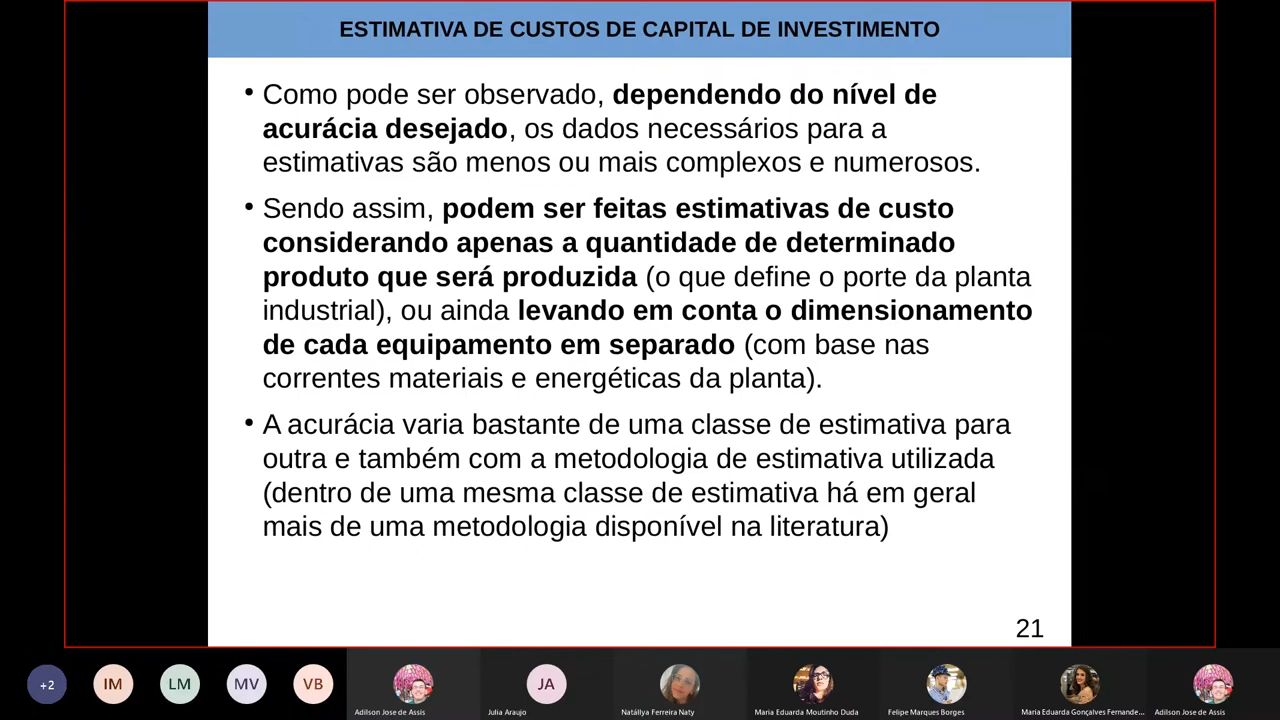 ESTIMATIVA DE CUSTOS DE CAPITAL DE INVESTIMENTO
• Como pode ser observado, dependendo do nível de
acurácia desejado, os dados necessários para a
estimativas são menos ou mais complexos e numerosos.
• Sendo assim, podem ser feitas estimativas de custo
considerando apenas a quantidade de determinado
produto que será produzida (o que define o porte da planta
industrial), ou ainda levando em conta o dimensionamento
de cada equipamento em separado (com base nas
correntes materiais e energéticas da planta).
• A acurácia varia bastante de uma classe de estimativa para
outra e também com a metodologia de estimativa utilizada
(dentro de uma mesma classe de estimativa há em geral
mais de uma metodologia disponível na literatura)
21
+2 IM LM MV VB JA
Adilson Jose de Assis Julia Araujo Natállya Ferreira Naty Maria Eduarda Moutinho Duda Felipe Marques Borges Maria Eduarda Gonçalves Fernande... Adilson Jose de Assis